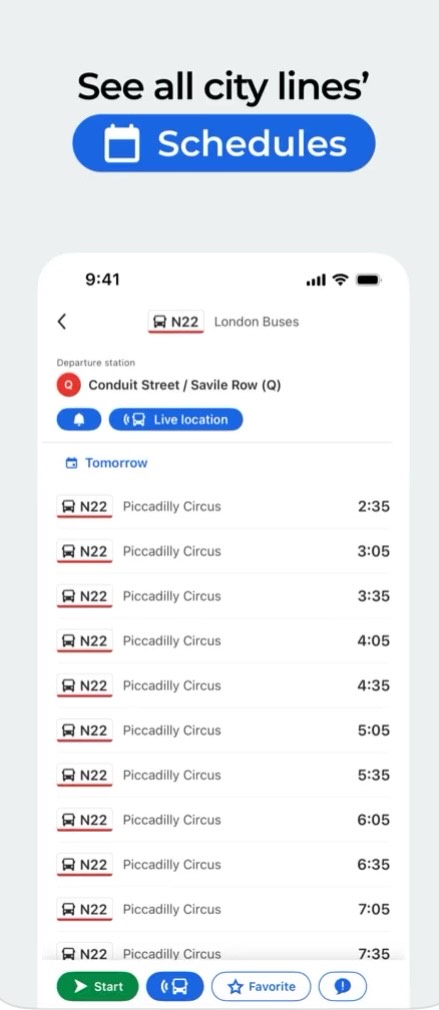 See all city lines’
Schedules
9:41
N22 London Buses
Departure station
Q Conduit Street / Savile Row (Q)
Live location
Tomorrow
N22 Piccadilly Circus 2:35
N22 Piccadilly Circus 3:05
N22 Piccadilly Circus 3:35
N22 Piccadilly Circus 4:05
N22 Piccadilly Circus 4:35
N22 Piccadilly Circus 5:05
N22 Piccadilly Circus 5:35
N22 Piccadilly Circus 6:05
N22 Piccadilly Circus 6:35
N22 Piccadilly Circus 7:05
N22 Piccadilly Circus 7:35
Start Favorite